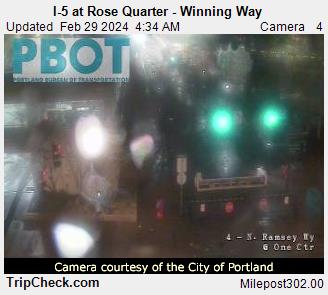 I-5 at Rose Quarter - Winning Way
Updated Feb 29 2024 4:34 AM Camera 4
PBOT
PORTLAND BUREAU OF TRANSPORTATION
4 - N. Ramsey Wy
@ One Ctr
Camera courtesy of the City of Portland
TripCheck.com Milepost302.00